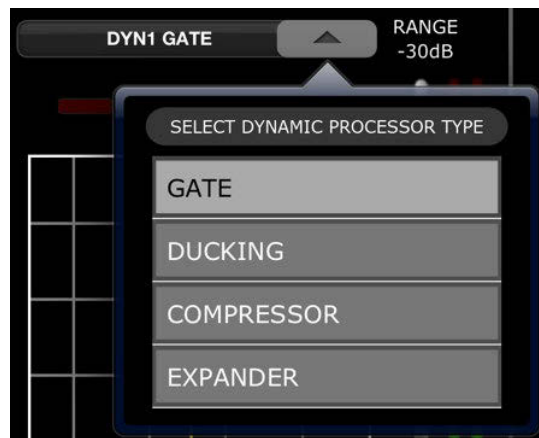 DYN1 GATE
RANGE
-30dB
SELECT DYNAMIC PROCESSOR TYPE
GATE
DUCKING
COMPRESSOR
EXPANDER